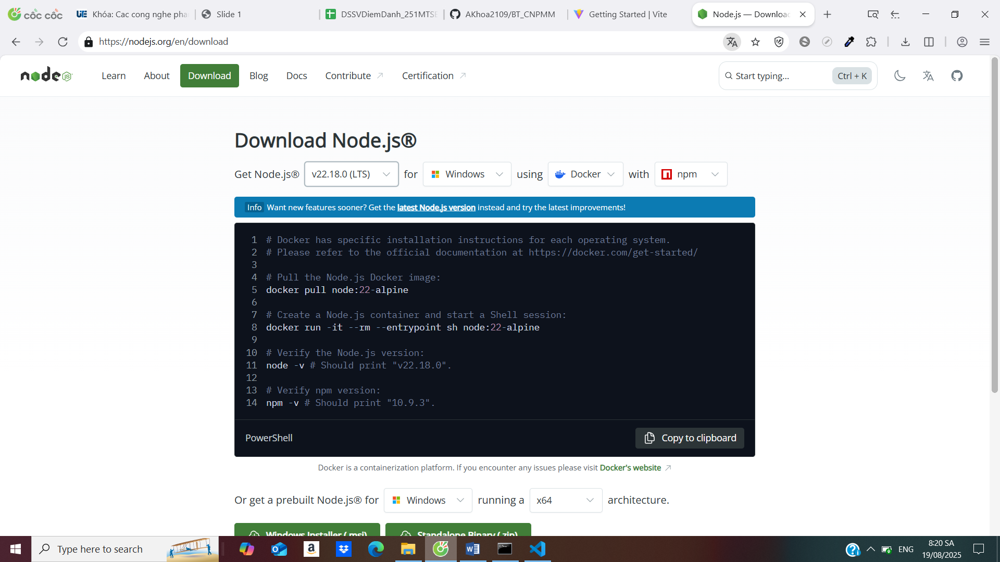 cốc cốc
Khóa: Cac cong nghe pha
Slide 1
DSSVDiemDanh_251MTSE
AKhoa2109/BT_CNPMM
Getting Started | Vite
Node.js — Download
https://nodejs.org/en/download
node JS
Learn
About
Download
Blog
Docs
Contribute
Certification
Start typing...
Ctrl + K
Download Node.js®
Get Node.js® v22.18.0 (LTS) for Windows using Docker with npm
Info Want new features sooner? Get the latest Node.js version instead and try the latest improvements!
1 # Docker has specific installation instructions for each operating system.
2 # Please refer to the official documentation at https://docker.com/get-started/
3
4 # Pull the Node.js Docker image:
5 docker pull node:22-alpine
6
7 # Create a Node.js container and start a Shell session:
8 docker run -it --rm --entrypoint sh node:22-alpine
9
10 # Verify the Node.js version:
11 node -v # Should print "v22.18.0".
12
13 # Verify npm version:
14 npm -v # Should print "10.9.3".
PowerShell
Copy to clipboard
Docker is a containerization platform. If you encounter any issues please visit Docker's website
Or get a prebuilt Node.js® for Windows running a x64 architecture.
Windows Installer (.msi)
Standalone Binary (.zip)
Type here to search
ENG
8:20 SA
19/08/2025